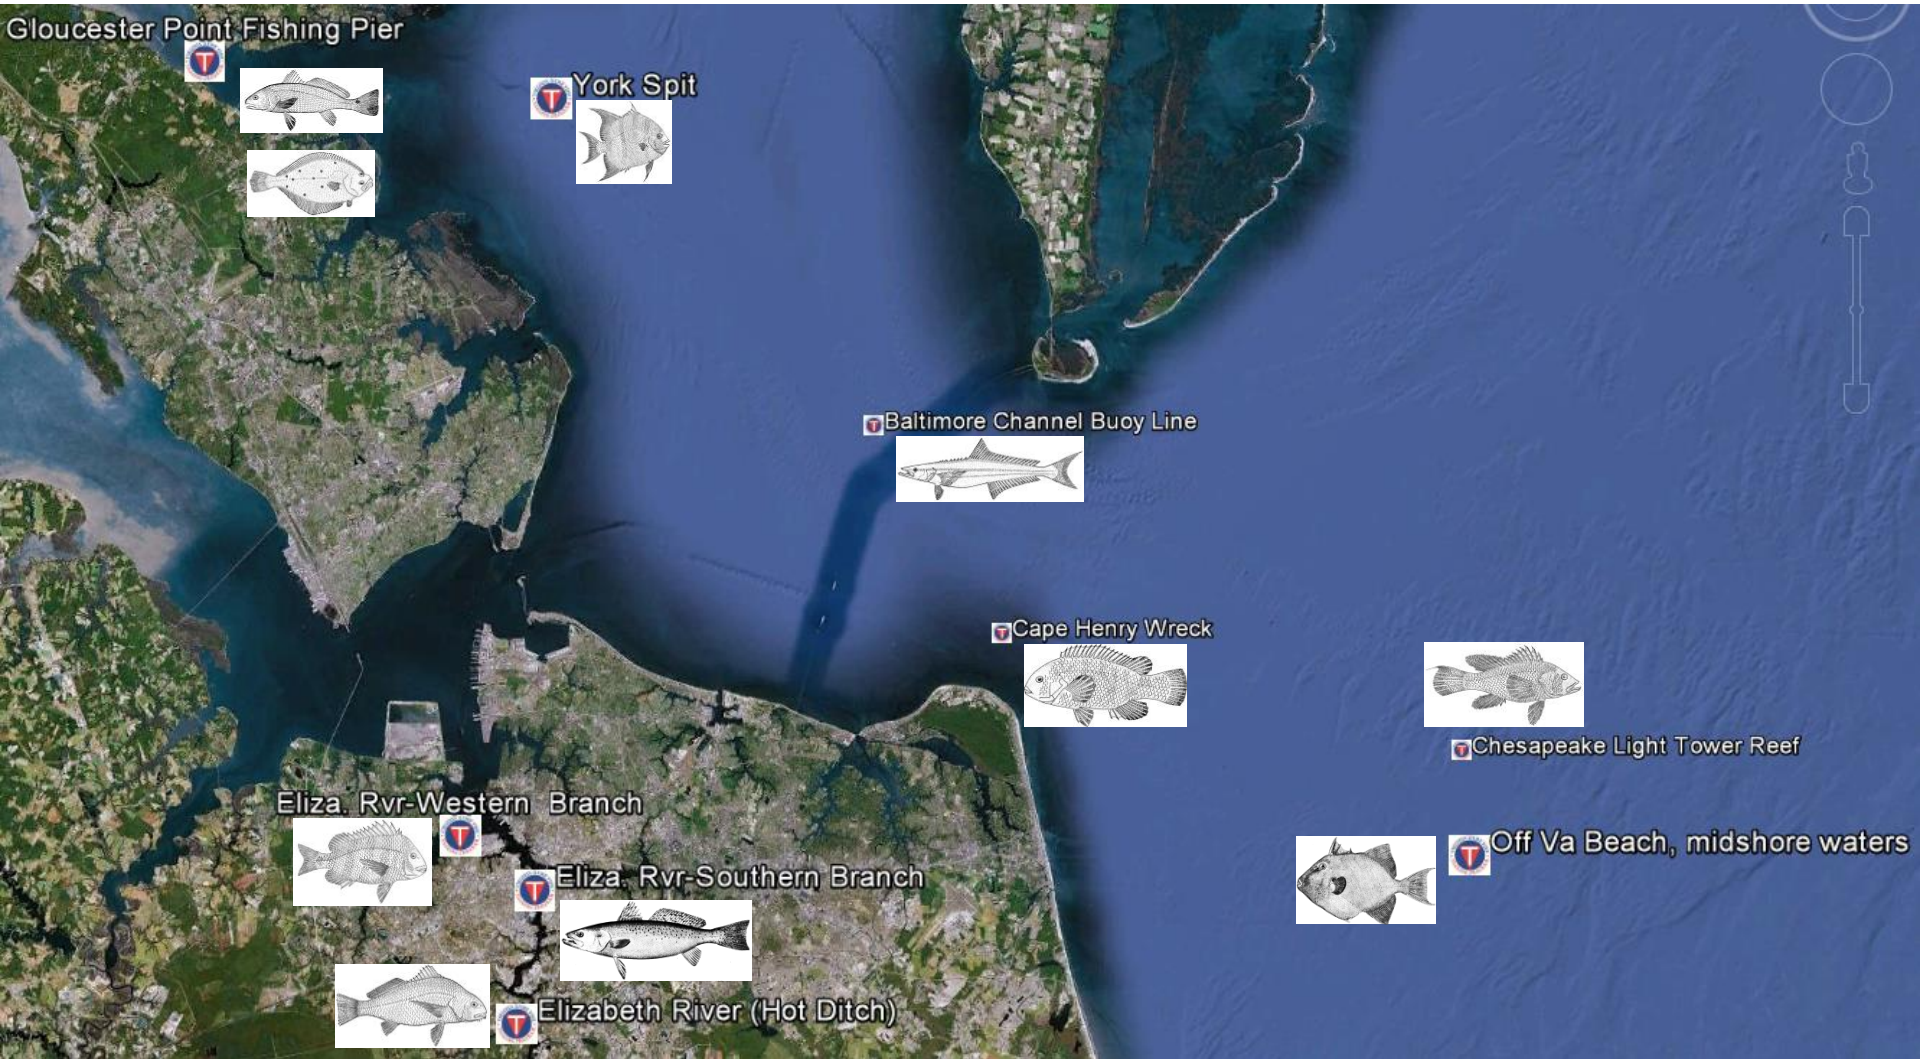 Gloucester Point Fishing Pier
T
T York Spit
T Baltimore Channel Buoy Line
T Cape Henry Wreck
T Chesapeake Light Tower Reef
Eliza. Rvr-Western Branch
T
T Off Va Beach, midshore waters
T Eliza. Rvr-Southern Branch
T Elizabeth River (Hot Ditch)